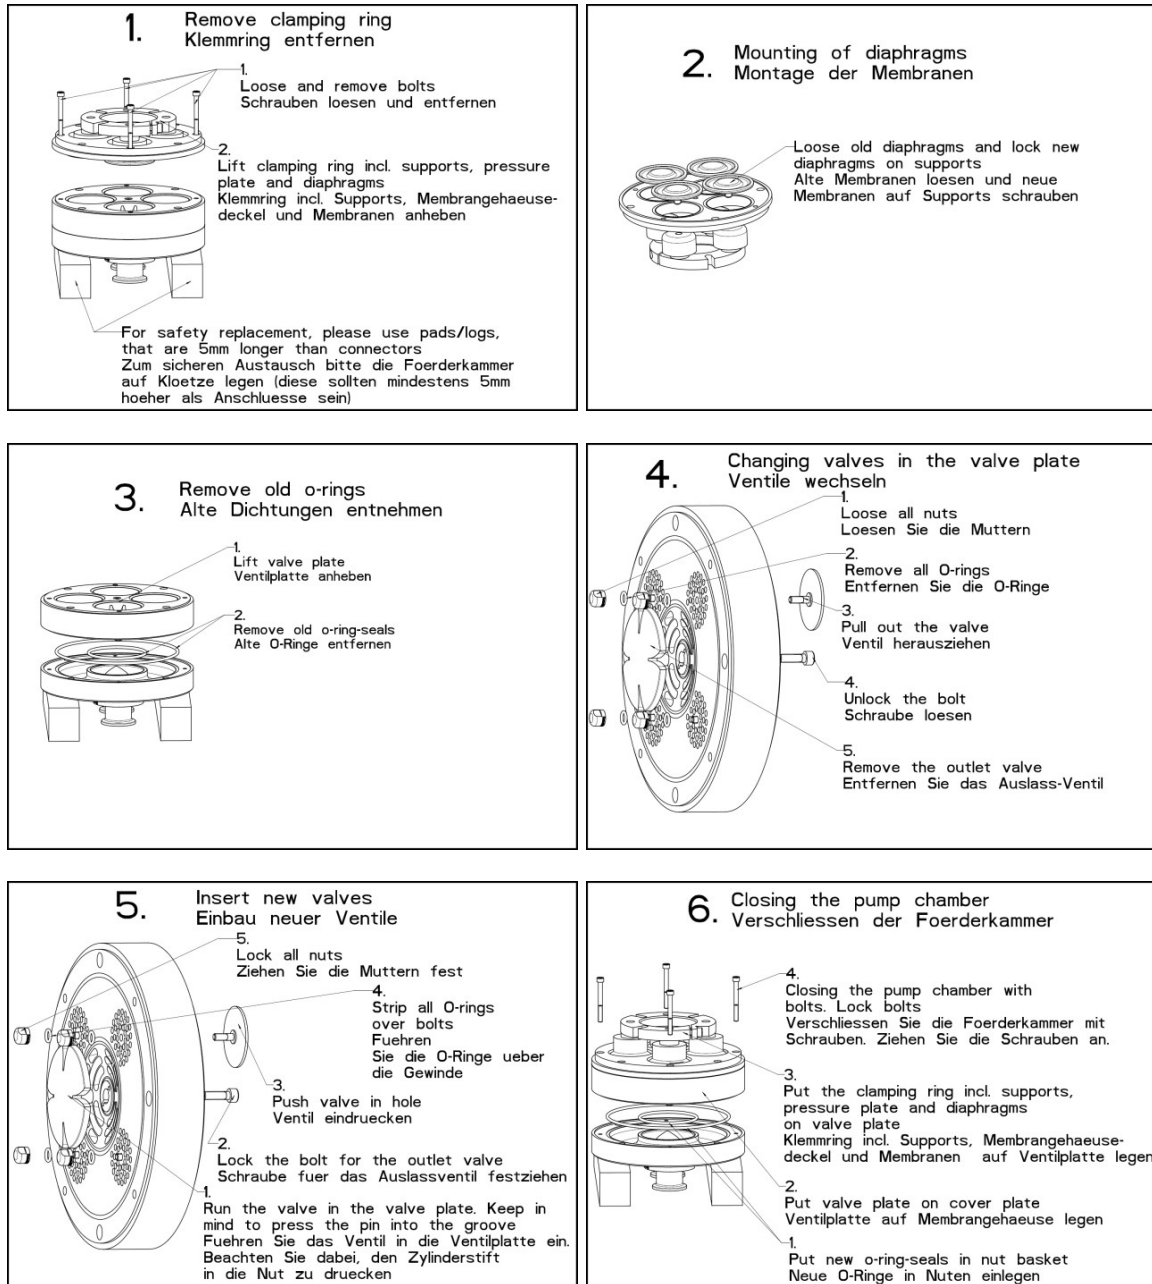 1.
Remove clamping ring
Klemmring entfernen
1.
Loose and remove bolts
Schrauben loesen und entfernen
2.
Lift clamping ring incl. supports, pressure
plate and diaphragms
Klemmring incl. Supports, Membrangehaeuse-
deckel und Membranen anheben
For safety replacement, please use pads/logs,
that are 5mm longer than connectors
Zum sicheren Austausch bitte die Foerderkammer
auf Kloetze legen (diese sollten mindestens 5mm
hoeher als Anschluesse sein)
2.
Mounting of diaphragms
Montage der Membranen
Loose old diaphragms and lock new
diaphragms on supports
Alte Membranen loesen und neue
Membranen auf Supports schrauben
3.
Remove old o-rings
Alte Dichtungen entnehmen
1.
Lift valve plate
Ventilplatte anheben
2.
Remove old o-ring-seals
Alte O-Ringe entfernen
4.
Changing valves in the valve plate
Ventile wechseln
1.
Loose all nuts
Loesen Sie die Muttern
2.
Remove all O-rings
Entfernen Sie die O-Ringe
3.
Pull out the valve
Ventil herausziehen
4.
Unlock the bolt
Schraube loesen
5.
Remove the outlet valve
Entfernen Sie das Auslass-Ventil
5.
Insert new valves
Einbau neuer Ventile
5.
Lock all nuts
Ziehen Sie die Muttern fest
4.
Strip all O-rings
over bolts
Fuehren
Sie die O-Ringe ueber
die Gewinde
3.
Push valve in hole
Ventil eindruecken
2.
Lock the bolt for the outlet valve
Schraube fuer das Auslassventil festziehen
1.
Run the valve in the valve plate. Keep in
mind to press the pin into the groove
Fuehren Sie das Ventil in die Ventilplatte ein.
Beachten Sie dabei, den Zylinderstift
in die Nut zu druecken
6.
Closing the pump chamber
Verschliessen der Foerderkammer
4.
Closing the pump chamber with
bolts. Lock bolts
Verschliessen Sie die Foerderkammer mit
Schrauben. Ziehen Sie die Schrauben an.
3.
Put the clamping ring incl. supports,
pressure plate and diaphragms
on valve plate
Klemmring incl. Supports, Membrangehaeuse-
deckel und Membranen auf Ventilplatte legen
2.
Put valve plate on cover plate
Ventilplatte auf Membrangehaeuse legen
1.
Put new o-ring-seals in nut basket
Neue O-Ringe in Nuten einlegen